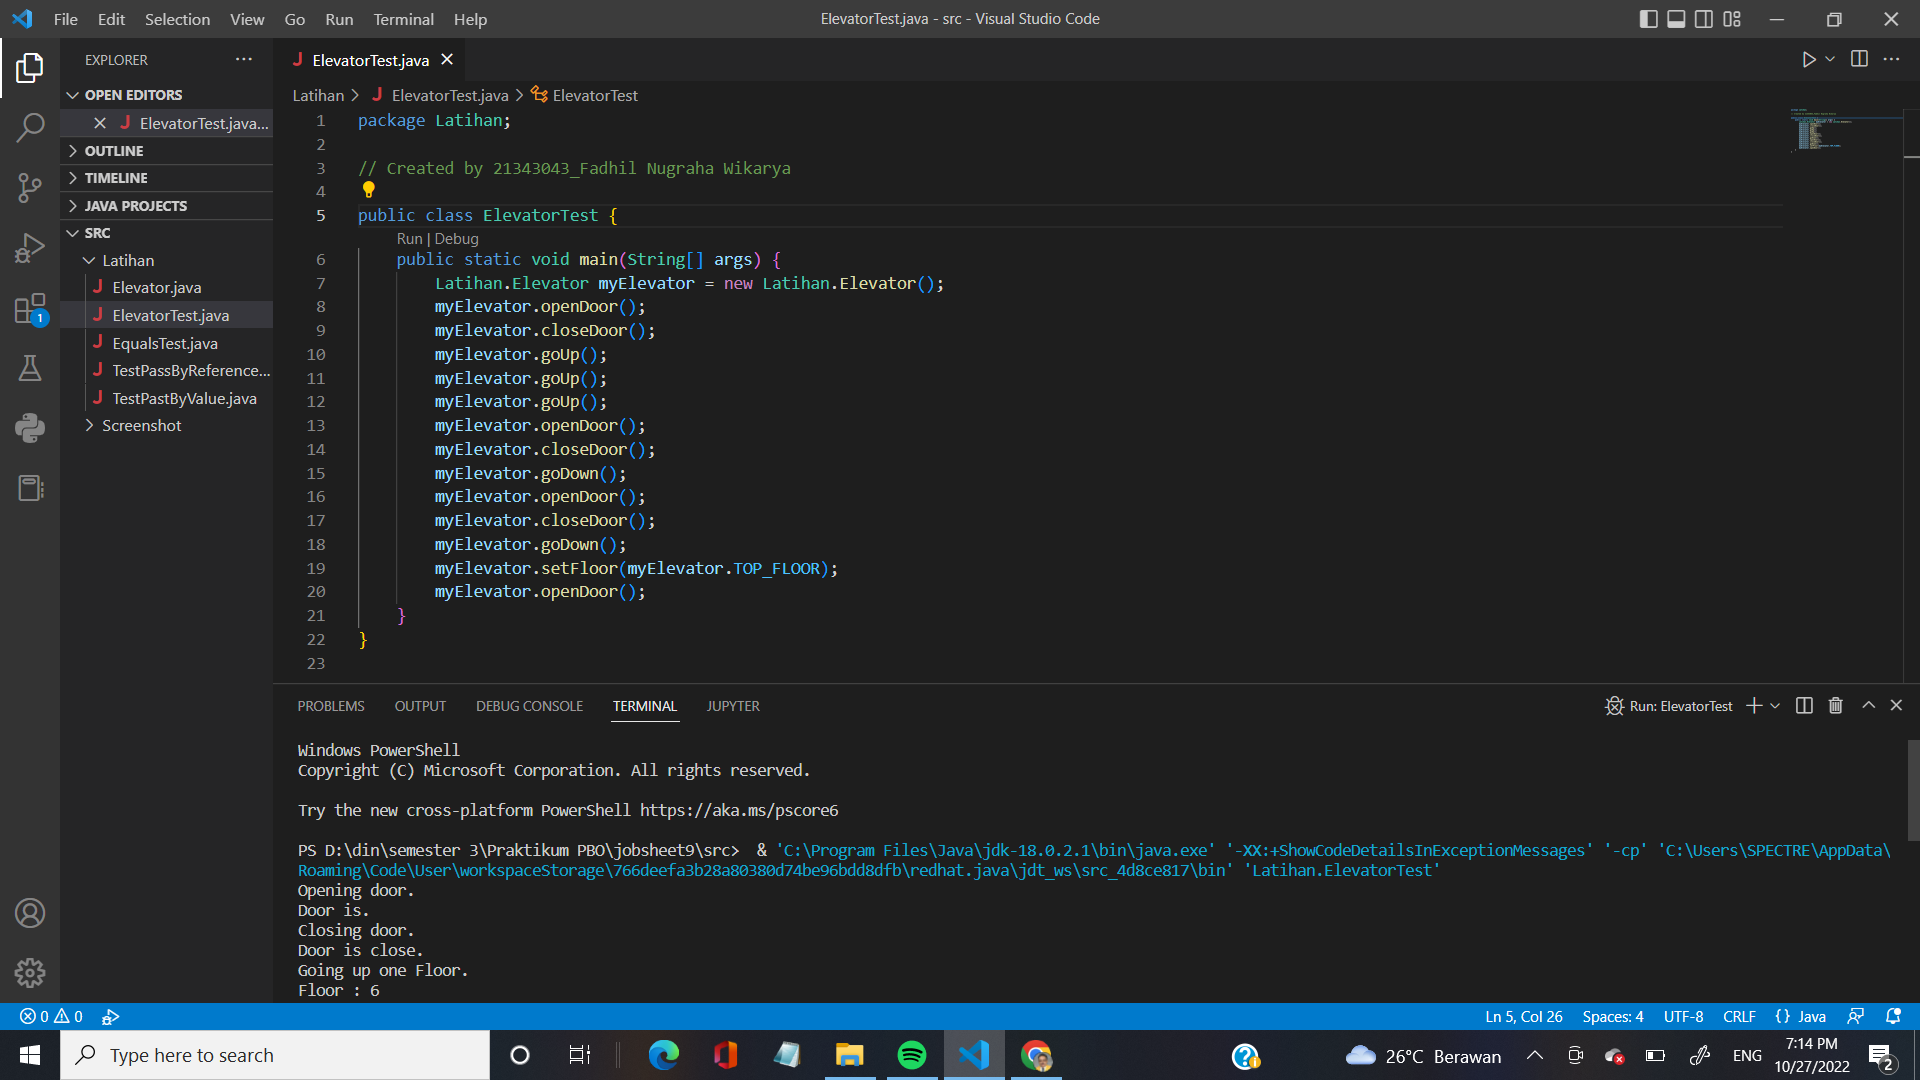 File Edit Selection View Go Run Terminal Help
ElevatorTest.java - src - Visual Studio Code
EXPLORER
OPEN EDITORS
ElevatorTest.java...
OUTLINE
TIMELINE
JAVA PROJECTS
SRC
Latihan
Elevator.java
ElevatorTest.java
EqualsTest.java
TestPassByReference...
TestPastByValue.java
Screenshot
1
ElevatorTest.java
Latihan > ElevatorTest.java > ElevatorTest
1 package Latihan;
2
3 // Created by 21343043_Fadhil Nugraha Wikarya
4
5 public class ElevatorTest {
Run | Debug
6 public static void main(String[] args) {
7 Latihan.Elevator myElevator = new Latihan.Elevator();
8 myElevator.openDoor();
9 myElevator.closeDoor();
10 myElevator.goUp();
11 myElevator.goUp();
12 myElevator.goUp();
13 myElevator.openDoor();
14 myElevator.closeDoor();
15 myElevator.goDown();
16 myElevator.openDoor();
17 myElevator.closeDoor();
18 myElevator.goDown();
19 myElevator.setFloor(myElevator.TOP_FLOOR);
20 myElevator.openDoor();
21 }
22 }
23
PROBLEMS OUTPUT DEBUG CONSOLE TERMINAL JUPYTER
Run: ElevatorTest
Windows PowerShell
Copyright (C) Microsoft Corporation. All rights reserved.
Try the new cross-platform PowerShell https://aka.ms/pscore6
PS D:\din\semester 3\Praktikum PBO\jobsheet9\src> & 'C:\Program Files\Java\jdk-18.0.2.1\bin\java.exe' '-XX:+ShowCodeDetailsInExceptionMessages' '-cp' 'C:\Users\SPECTRE\AppData\
Roaming\Code\User\workspaceStorage\766deefa3b28a80380d74be96bdd8dfb\redhat.java\jdt_ws\src_4d8ce817\bin' 'Latihan.ElevatorTest'
Opening door.
Door is.
Closing door.
Door is close.
Going up one Floor.
Floor : 6
0 0
Ln 5, Col 26 Spaces: 4 UTF-8 CRLF {} Java
Type here to search
26°C Berawan
ENG
7:14 PM
10/27/2022
2